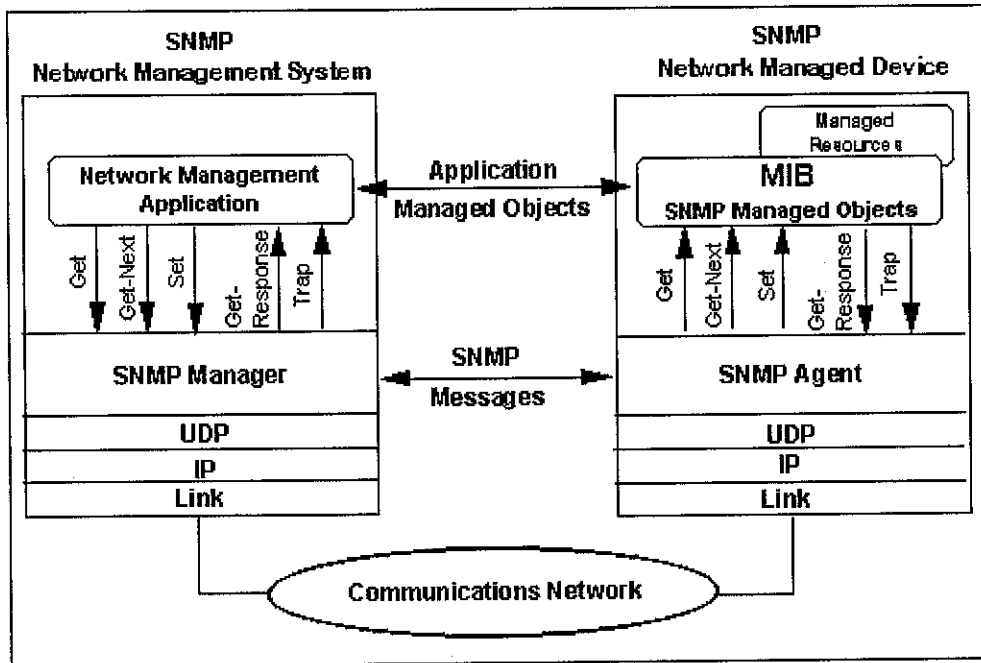 SNMP
Network Management System
SNMP
Network Managed Device
Managed
Resources
Network Management
Application
Application
Managed Objects
MIB
SNMP Managed Objects
Get
Get-Next
Set
Get-
Response
Trap
Get
Get-Next
Set
Get-
Response
Trap
SNMP Manager
SNMP
Messages
SNMP Agent
UDP
IP
Link
UDP
IP
Link
Communications Network